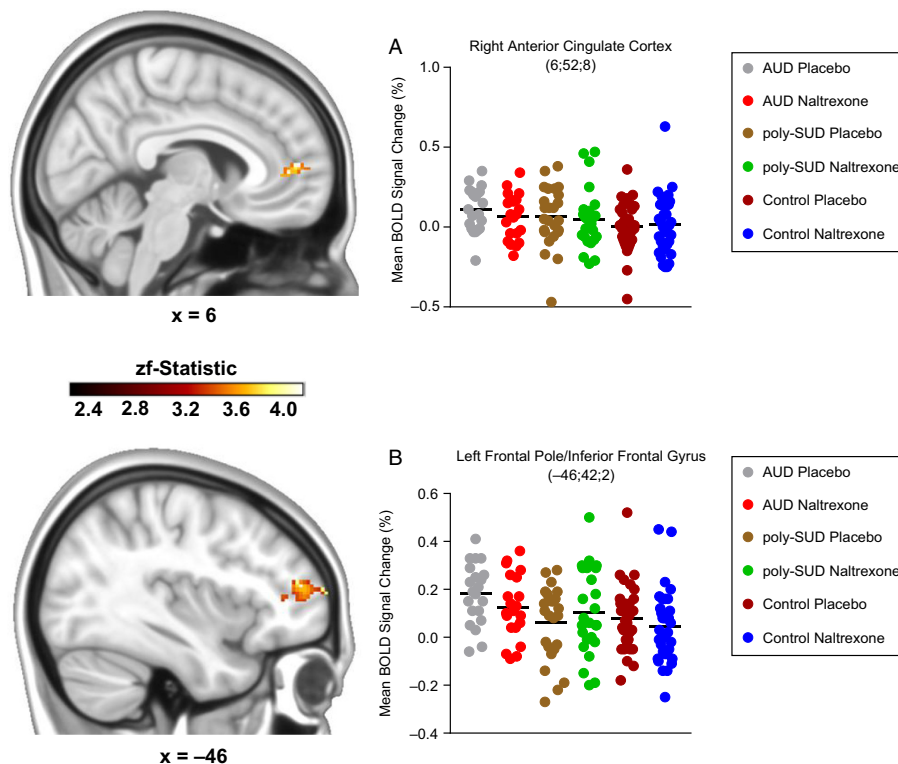 A
Right Anterior Cingulate Cortex
(6;52;8)
Mean BOLD Signal Change (%)
1.0
0.5
0.0
–0.5
AUD Placebo
AUD Naltrexone
poly-SUD Placebo
poly-SUD Naltrexone
Control Placebo
Control Naltrexone
x = 6
zf-Statistic
2.4 2.8 3.2 3.6 4.0
B
Left Frontal Pole/Inferior Frontal Gyrus
(–46;42;2)
Mean BOLD Signal Change (%)
0.6
0.4
0.2
0.0
–0.2
–0.4
AUD Placebo
AUD Naltrexone
poly-SUD Placebo
poly-SUD Naltrexone
Control Placebo
Control Naltrexone
x = –46